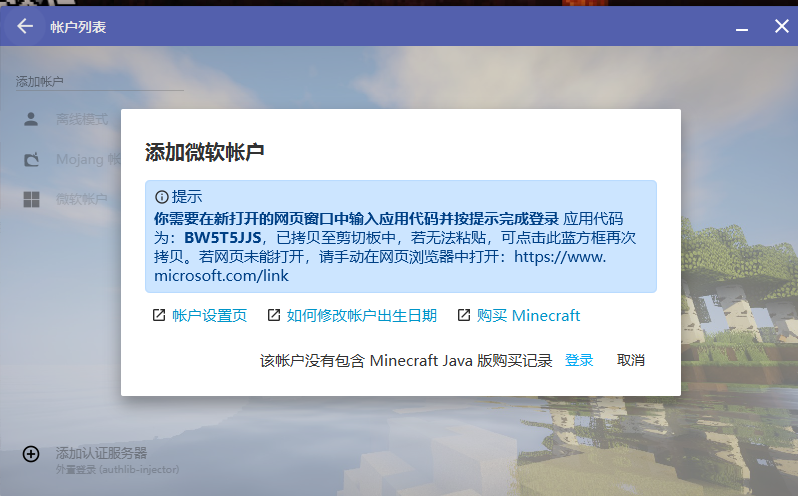 帐户列表
添加帐户
离线模式
Mojang 帐
微软帐户
添加微软帐户
提示
你需要在新打开的网页窗口中输入应用代码并按提示完成登录 应用代码
为：BW5T5JJS，已拷贝至剪切板中，若无法粘贴，可点击此蓝方框再次
拷贝。若网页未能打开，请手动在网页浏览器中打开：https://www.
microsoft.com/link
帐户设置页 如何修改帐户出生日期 购买 Minecraft
该帐户没有包含 Minecraft Java 版购买记录 登录 取消
添加认证服务器
外置登录 (authlib-injector)